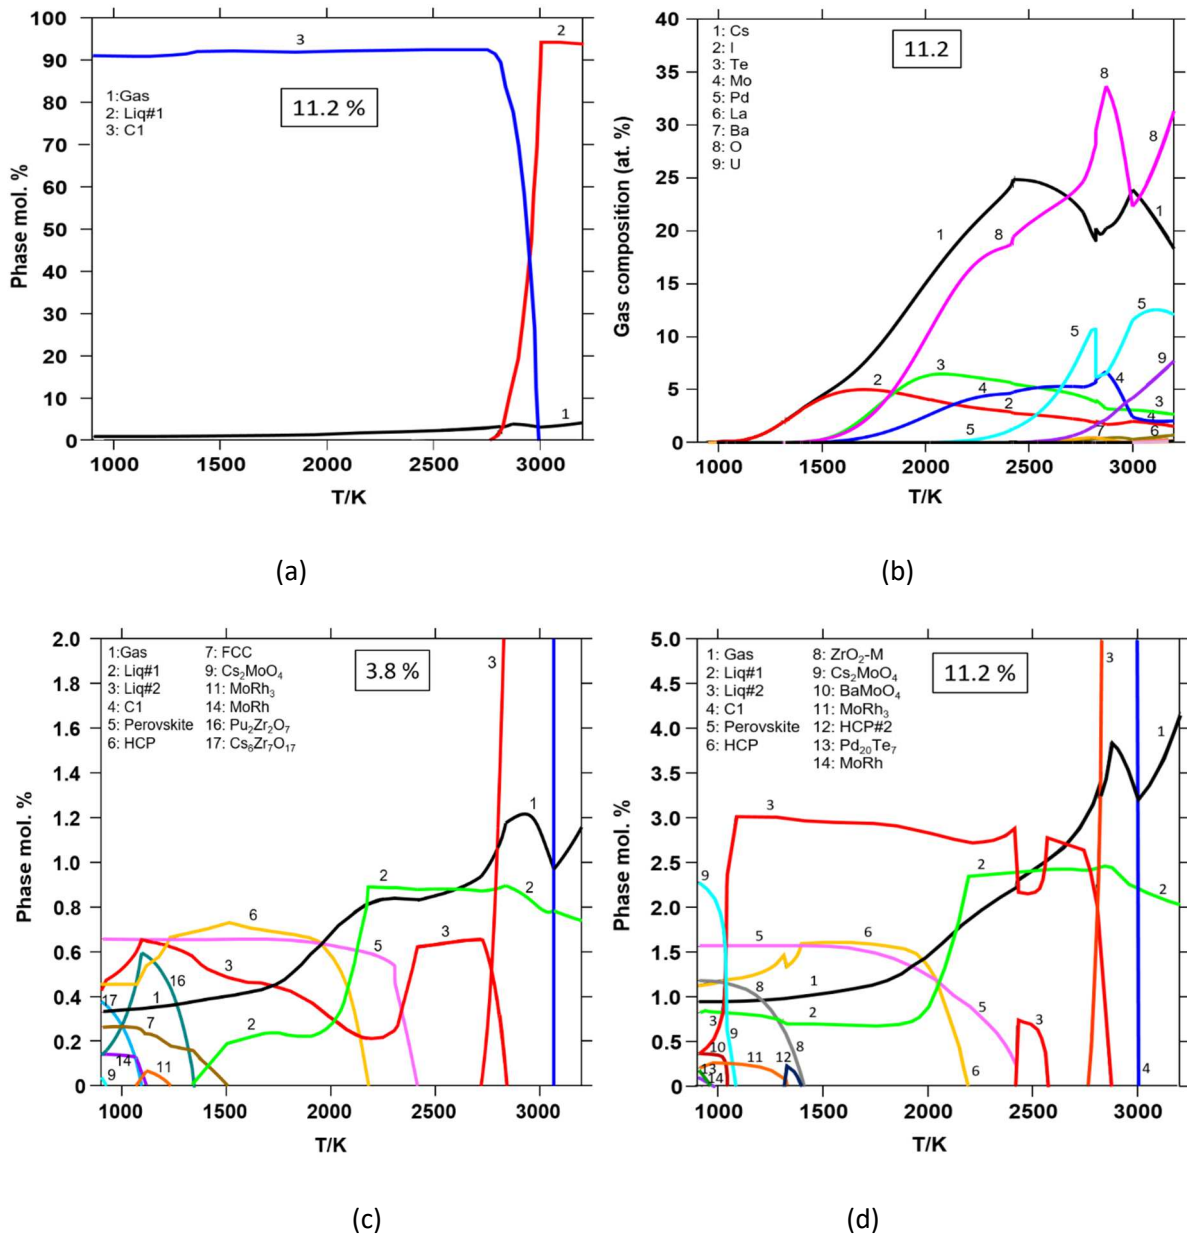 100
90
80
70
60
50
40
30
20
10
0
Phase mol. %
3
2
1:Gas
2: Liq#1
3: C1
11.2 %
1
1000 1500 2000 2500 3000
T/K
(a)
40
35
30
25
20
15
10
5
0
Gas composition (at. %)
1: Cs
2: I
3: Te
4: Mo
5: Pd
6: La
7: Ba
8: O
9: U
11.2
8
8
1
1
8
5
5
9
2
3
4
4
2
3
4
5
7
6
1000 1500 2000 2500 3000
T/K
(b)
2.0
1.8
1.6
1.4
1.2
1.0
0.8
0.6
0.4
0.2
0
Phase mol. %
1:Gas 7: FCC
2: Liq#1 9: Cs₂MoO₄
3: Liq#2 11: MoRh₃
4: C1 14: MoRh
5: Perovskite 16: Pu₂Zr₂O₇
6: HCP 17: Cs₆Zr₇O₁₇
3.8 %
3
1
2
2
6
5
3
3
16
17
1
7
2
14
11
9
1000 1500 2000 2500 3000
T/K
(c)
5.0
4.5
4.0
3.5
3.0
2.5
2.0
1.5
1.0
0.5
0
Phase mol. %
1: Gas 8: ZrO₂-M
2: Liq#1 9: Cs₂MoO₄
3: Liq#2 10: BaMoO₄
4: C1 11: MoRh₃
5: Perovskite 12: HCP#2
6: HCP 13: Pd₂₀Te₇
14: MoRh
11.2 %
3
1
3
2
2
9
5
6
1
8
5
3
9
2
3
10
11
12
8
13
14
6
4
1000 1500 2000 2500 3000
T/K
(d)